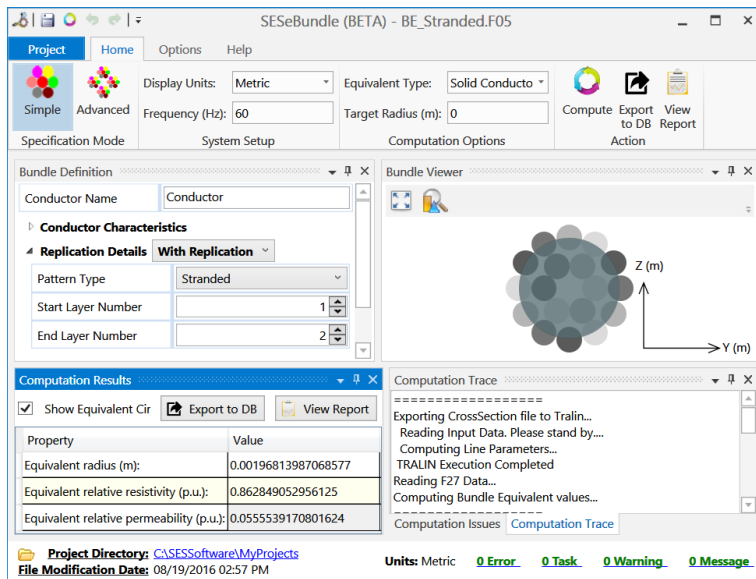 SESeBundle (BETA) - BE_Stranded.F05
Project Home Options Help
Simple Advanced
Display Units: Metric
Frequency (Hz): 60
Equivalent Type: Solid Conducto
Target Radius (m): 0
Compute Export to DB View Report
Specification Mode System Setup Computation Options Action
Bundle Definition
Conductor Name Conductor
Conductor Characteristics
Replication Details With Replication
Pattern Type Stranded
Start Layer Number 1
End Layer Number 2
Bundle Viewer
Z (m)
Y (m)
Computation Results
Show Equivalent Cir Export to DB View Report
Property Value
Equivalent radius (m): 0.00196813987068577
Equivalent relative resistivity (p.u.): 0.862849052956125
Equivalent relative permeability (p.u.): 0.0555539170801624
Computation Trace
==================
Exporting CrossSection file to Tralin...
Reading Input Data. Please stand by....
Computing Line Parameters...
TRALIN Execution Completed
Reading F27 Data...
Computing Bundle Equivalent values...
==================
Computation Issues Computation Trace
Project Directory: C:\SESSoftware\MyProjects
File Modification Date: 08/19/2016 02:57 PM
Units: Metric 0 Error 0 Task 0 Warning 0 Message